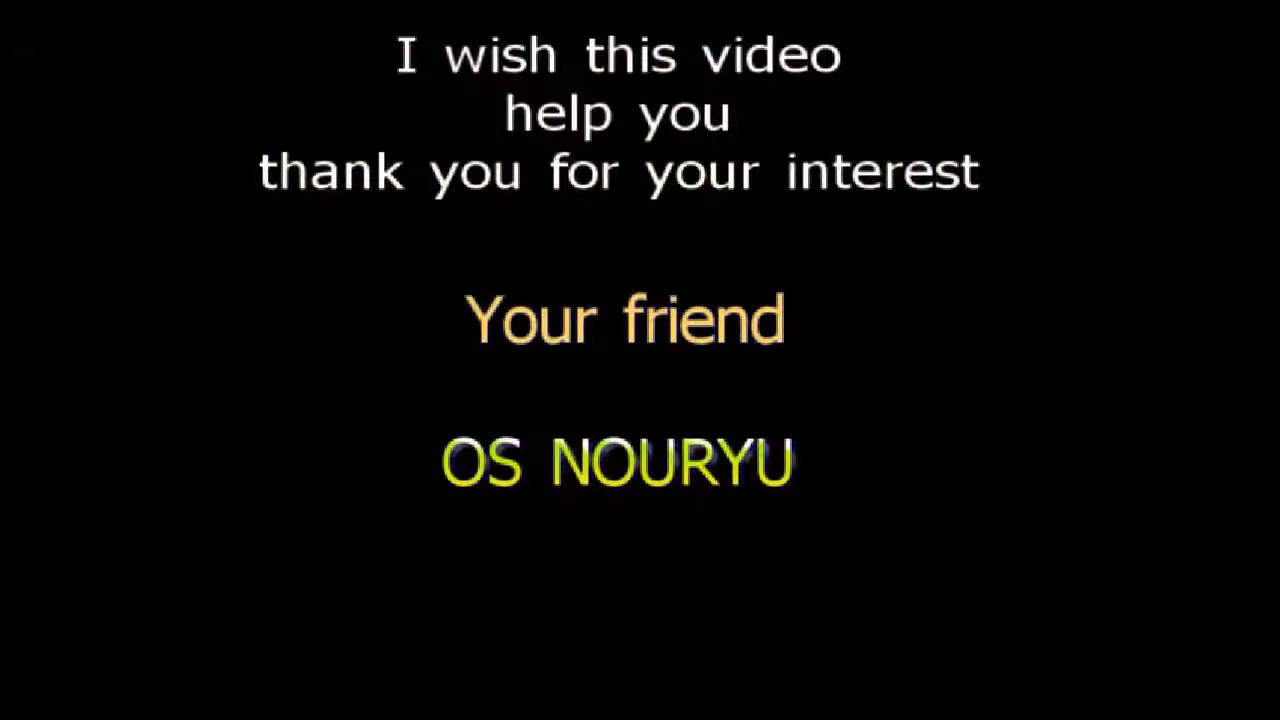 I wish this video
help you
thank you for your interest
Your friend
OS NOURYU